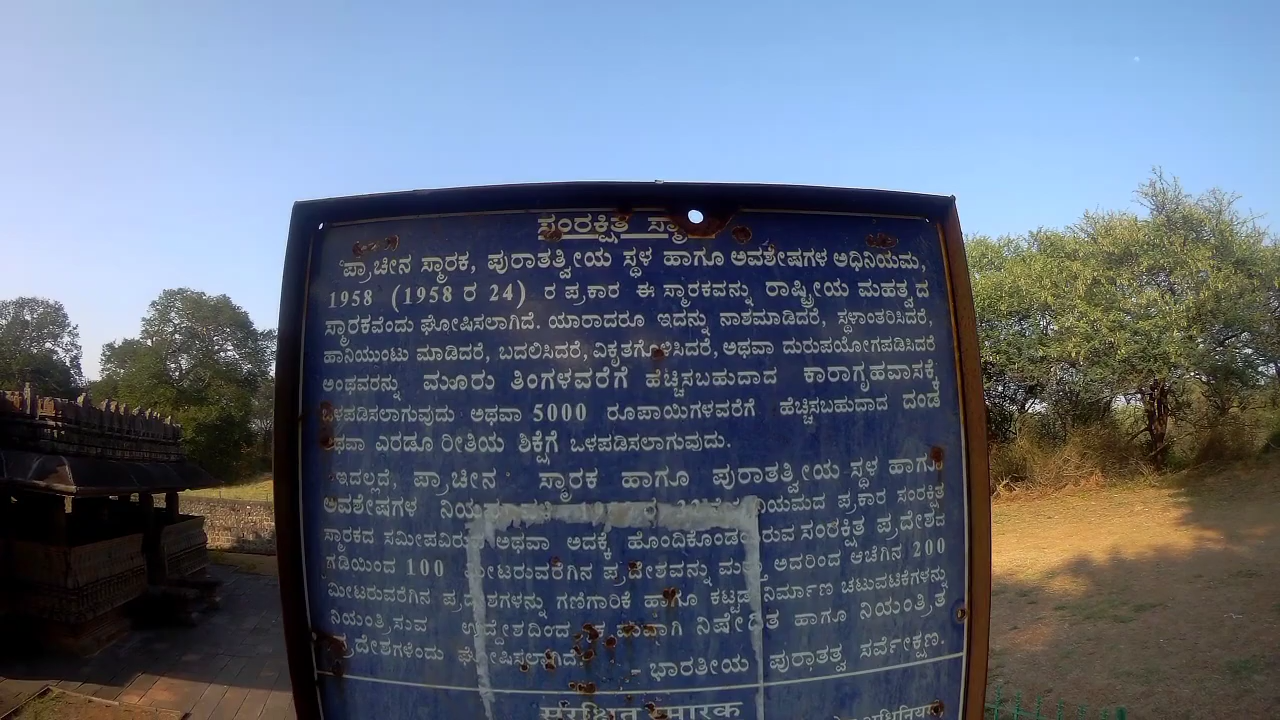 ಸಂರಕ್ಷಿತ
"ಪ್ರಾಚೀನ ಸ್ಮಾರಕ, ಪುರಾತತ್ವೀಯ ಸ್ಥಳ ಹಾಗೂ ಅವಶೇಷಗಳ ಅಧಿನಿಯಮ,
1958 (1958 ರ 24) ರ ಪ್ರಕಾರ ಈ ಸ್ಮಾರಕವನ್ನು ರಾಷ್ಟ್ರೀಯ ಮಹತ್ವದ
ಸ್ಮಾರಕವೆಂದು ಘೋಷಿಸಲಾಗಿದೆ. ಯಾರಾದರೂ ಇದನ್ನು ನಾಶಮಾಡಿದರೆ, ಸ್ಥಳಾಂತರಿಸಿದರೆ,
ಹಾನಿಯುಂಟು ಮಾಡಿದರೆ, ಬದಲಿಸಿದರೆ, ವಿಕೃತಗೊಳಿಸಿದರೆ, ಅಥವಾ ದುರುಪಯೋಗಪಡಿಸಿದರೆ
ಅಂಥವರನ್ನು ಮೂರು ತಿಂಗಳವರೆಗೆ ಹೆಚ್ಚಿಸಬಹುದಾದ ಕಾರಾಗೃಹವಾಸಕ್ಕೆ
ಒಳಪಡಿಸಲಾಗುವುದು ಅಥವಾ 5000 ರೂಪಾಯಿಗಳವರೆಗೆ ಹೆಚ್ಚಿಸಬಹುದಾದ ದಂಡ
ಅಥವಾ ಎರಡೂ ರೀತಿಯ ಶಿಕ್ಷೆಗೆ ಒಳಪಡಿಸಲಾಗುವುದು.
ಇದಲ್ಲದೆ, ಪ್ರಾಚೀನ ಸ್ಮಾರಕ ಹಾಗೂ ಪುರಾತತ್ವೀಯ ಸ್ಥಳ ಹಾಗೂ
ಅವಶೇಷಗಳ ನಿಯಮದ ಪ್ರಕಾರ ಸಂರಕ್ಷಿತ
ಸ್ಮಾರಕದ ಸಮೀಪವಿರುವ ಅಥವಾ ಅದಕ್ಕೆ ಹೊಂದಿಕೊಂಡಿರುವ ಸಂರಕ್ಷಿತ ಪ್ರದೇಶದ
ಗಡಿಯಿಂದ 100 ಮೀಟರುವರೆಗಿನ ಪ್ರದೇಶವನ್ನು ಮತ್ತು ಅದರಿಂದ ಆಚೆಗಿನ 200
ಮೀಟರುವರೆಗಿನ ಪ್ರದೇಶಗಳನ್ನು ಗಣಿಗಾರಿಕೆ ಹಾಗೂ ಕಟ್ಟಡ ನಿರ್ಮಾಣ ಚಟುವಟಿಕೆಗಳನ್ನು
ನಿಯಂತ್ರಿಸುವ ಉದ್ದೇಶದಿಂದ ನಿಷೇಧಿತ ಹಾಗೂ ನಿಯಂತ್ರಿತ
ಪ್ರದೇಶಗಳೆಂದು ಘೋಷಿಸಲಾಗಿದೆ.
- ಭಾರತೀಯ ಪುರಾತತ್ವ ಸರ್ವೇಕ್ಷಣ.
संरक्षित स्मारक